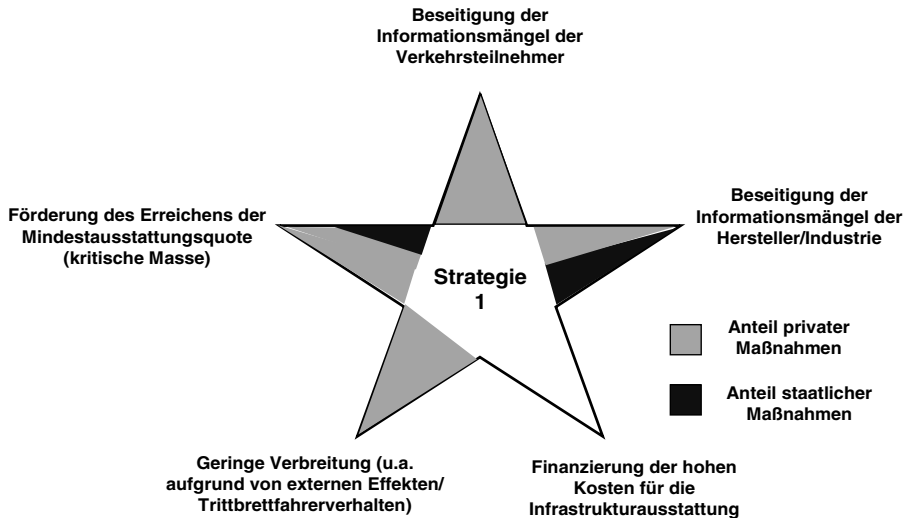 Beseitigung der
Informationsmängel der
Verkehrsteilnehmer
Förderung des Erreichens der
Mindestausstattungsquote
(kritische Masse)
Beseitigung der
Informationsmängel der
Hersteller/Industrie
Strategie
1
Anteil privater
Maßnahmen
Anteil staatlicher
Maßnahmen
Geringe Verbreitung (u.a.
aufgrund von externen Effekten/
Trittbrettfahrerverhalten)
Finanzierung der hohen
Kosten für die
Infrastrukturausstattung